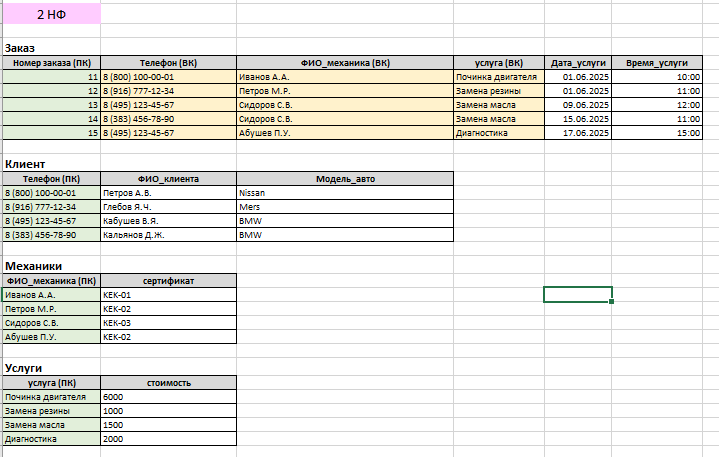 2 НФ
Заказ
Номер заказа (ПК) Телефон (ВК) ФИО_механика (ВК) услуга (ВК) Дата_услуги Время_услуги
11 8 (800) 100-00-01 Иванов А.А. Починка двигателя 01.06.2025 10:00
12 8 (916) 777-12-34 Петров М.Р. Замена резины 01.06.2025 11:00
13 8 (495) 123-45-67 Сидоров С.В. Замена масла 09.06.2025 12:00
14 8 (383) 456-78-90 Сидоров С.В. Замена масла 15.06.2025 11:00
15 8 (495) 123-45-67 Абушев П.У. Диагностика 17.06.2025 15:00
Клиент
Телефон (ПК) ФИО_клиента Модель_авто
8 (800) 100-00-01 Петров А.В. Nissan
8 (916) 777-12-34 Глебов Я.Ч. Mers
8 (495) 123-45-67 Кабушев В.Я. BMW
8 (383) 456-78-90 Кальянов Д.Ж. BMW
Механики
ФИО_механика (ПК) сертификат
Иванов А.А. КЕК-01
Петров М.Р. КЕК-02
Сидоров С.В. КЕК-03
Абушев П.У. КЕК-02
Услуги
услуга (ПК) стоимость
Починка двигателя 6000
Замена резины 1000
Замена масла 1500
Диагностика 2000